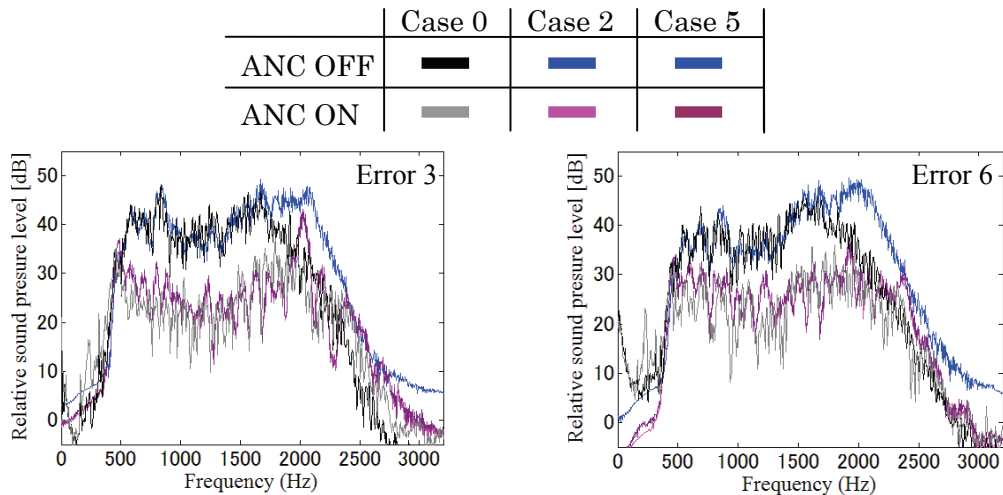 Case 0 Case 2 Case 5
ANC OFF
ANC ON
Error 3
Relative sound presure level [dB]
50
40
30
20
10
0
0 500 1000 1500 2000 2500 3000
Frequency (Hz)
Error 6
Relative sound presure level [dB]
50
40
30
20
10
0
0 500 1000 1500 2000 2500 3000
Frequency (Hz)